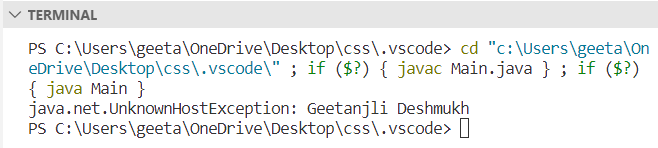 TERMINAL
PS C:\Users\geeta\OneDrive\Desktop\css\.vscode> cd "c:\Users\geeta\On
eDrive\Desktop\css\.vscode\" ; if ($?) { javac Main.java } ; if ($?)
{ java Main }
java.net.UnknownHostException: Geetanjli Deshmukh
PS C:\Users\geeta\OneDrive\Desktop\css\.vscode>